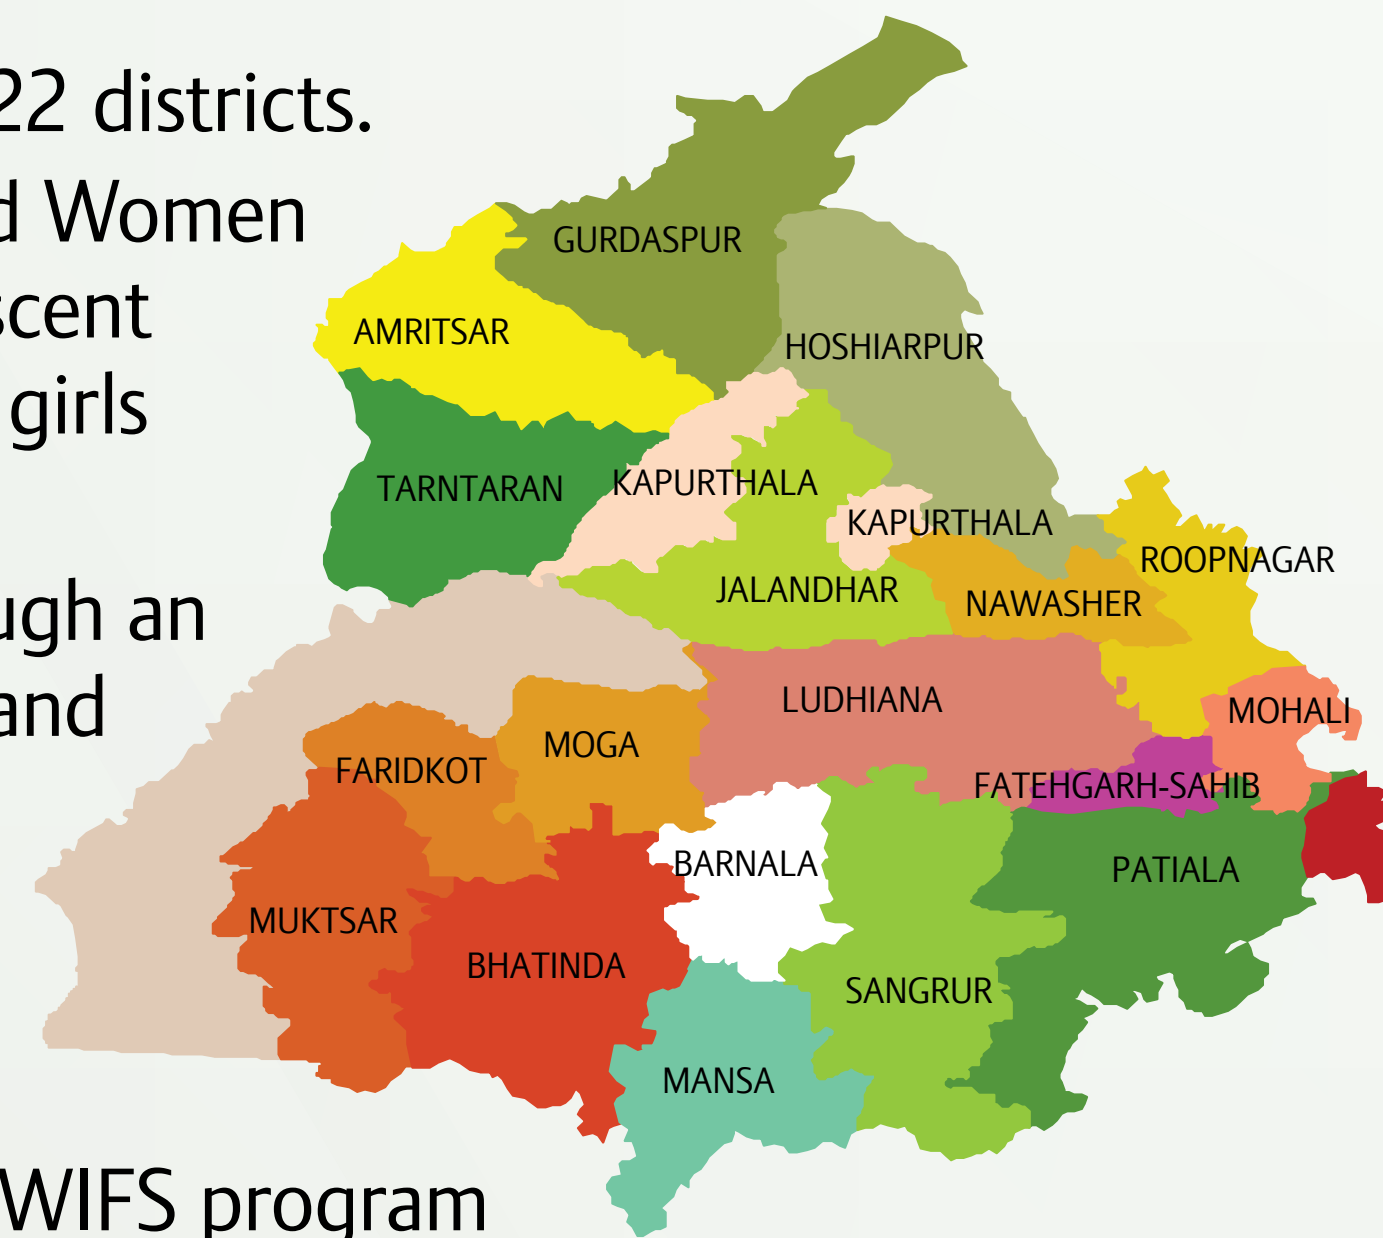 22 districts.
d Women
scent
girls
ugh an
and
WIFS program
GURDASPUR
AMRITSAR
HOSHIARPUR
TARNTARAN
KAPURTHALA
KAPURTHALA
ROOPNAGAR
JALANDHAR
NAWASHER
LUDHIANA
MOHALI
MOGA
FARIDKOT
FATEHGARH-SAHIB
BARNALA
PATIALA
MUKTSAR
BHATINDA
SANGRUR
MANSA